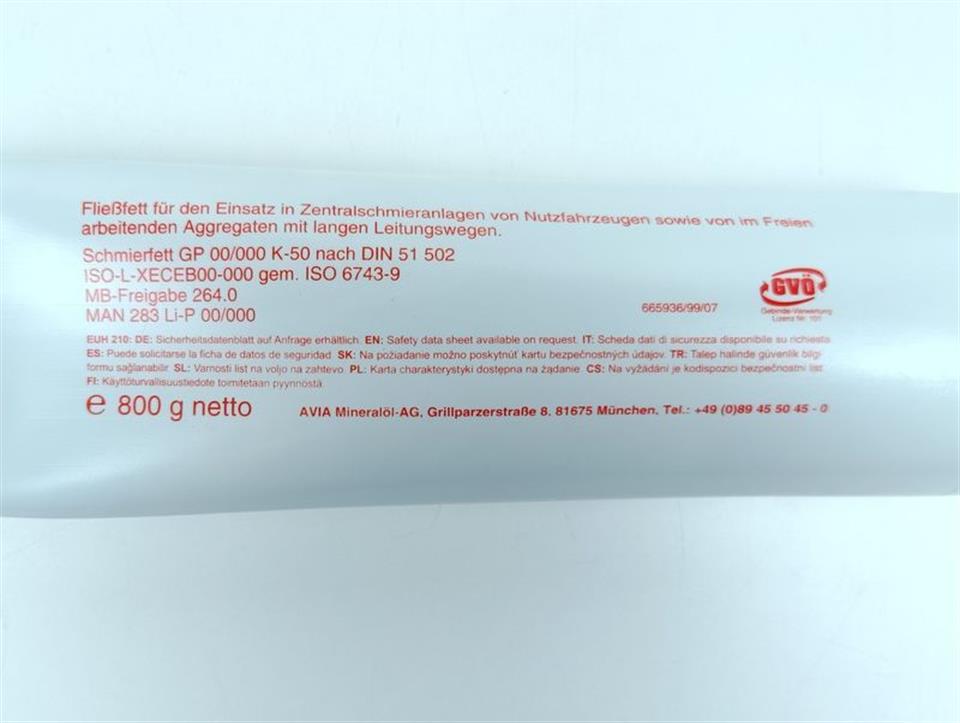 Fließfett für den Einsatz in Zentralschmieranlagen von Nutzfahrzeugen sowie von im Freien
arbeitenden Aggregaten mit langen Leitungswegen.
Schmierfett GP 00/000 K-50 nach DIN 51 502
ISO-L-XECEB00-000 gem. ISO 6743-9
MB-Freigabe 264.0
MAN 283 Li-P 00/000
665936/99/07
GVÖ
Gebinde-Verwertung
Lizenz Nr. 101
EUH 210: DE: Sicherheitsdatenblatt auf Anfrage erhältlich. EN: Safety data sheet available on request. IT: Scheda dati di sicurezza disponibile su richiesta
ES: Puede solicitarse la ficha de datos de seguridad. SK: Na požiadanie možno poskytnúť kartu bezpečnostných údajov. TR: Talep halinde güvenlik bilgi-
formu sağlanabilir. SL: Varnosti list na voljo na zahtevo. PL: Karta charakterystyki dostępna na żądanie. CS: Na vyžádání je kodispozici bezpečnostní list.
FI: Käyttöturvallisuustiedote toimitetaan pyynnöstä.
e 800 g netto
AVIA Mineralöl-AG, Grillparzerstraße 8. 81675 München. Tel.: +49 (0)89 45 50 45 - 0